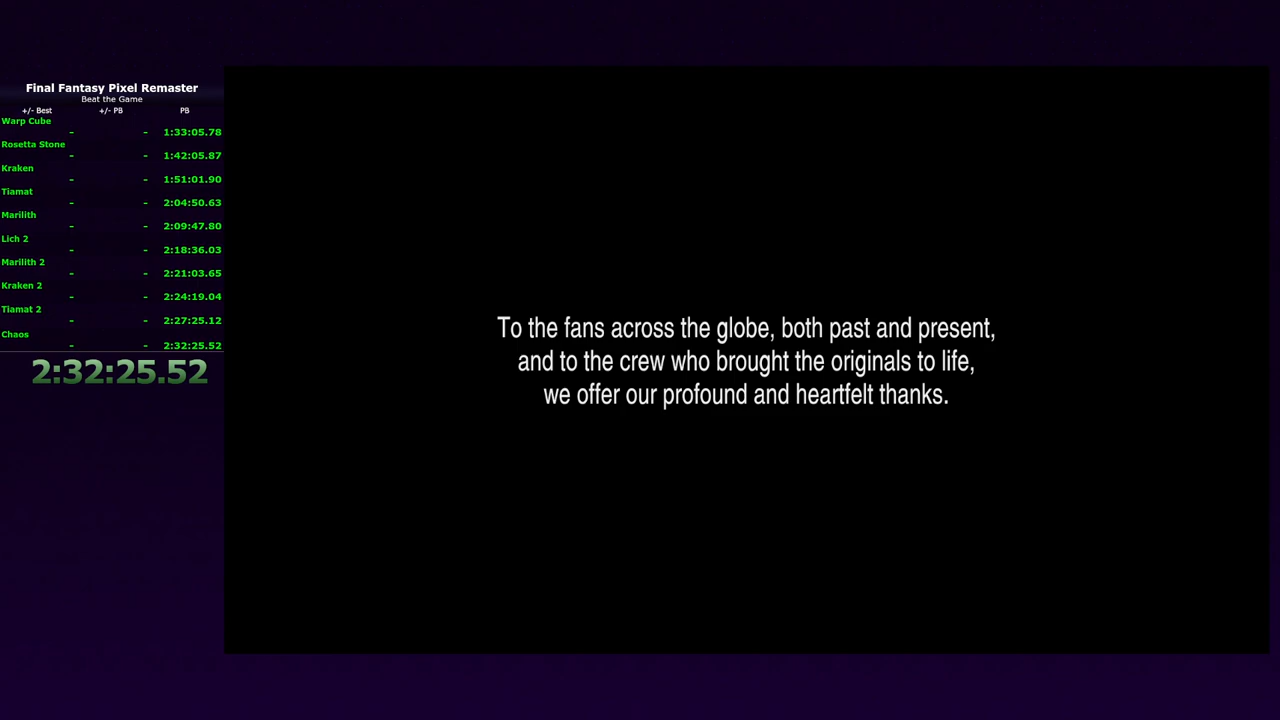 Final Fantasy Pixel Remaster
Beat the Game
+/- Best +/- PB PB
Warp Cube
- - 1:33:05.78
Rosetta Stone
- - 1:42:05.87
Kraken
- - 1:51:01.90
Tiamat
- - 2:04:50.63
Marilith
- - 2:09:47.80
Lich 2
- - 2:18:36.03
Marilith 2
- - 2:21:03.65
Kraken 2
- - 2:24:19.04
Tiamat 2
- - 2:27:25.12
Chaos
- - 2:32:25.52
2:32:25.52
To the fans across the globe, both past and present,
and to the crew who brought the originals to life,
we offer our profound and heartfelt thanks.